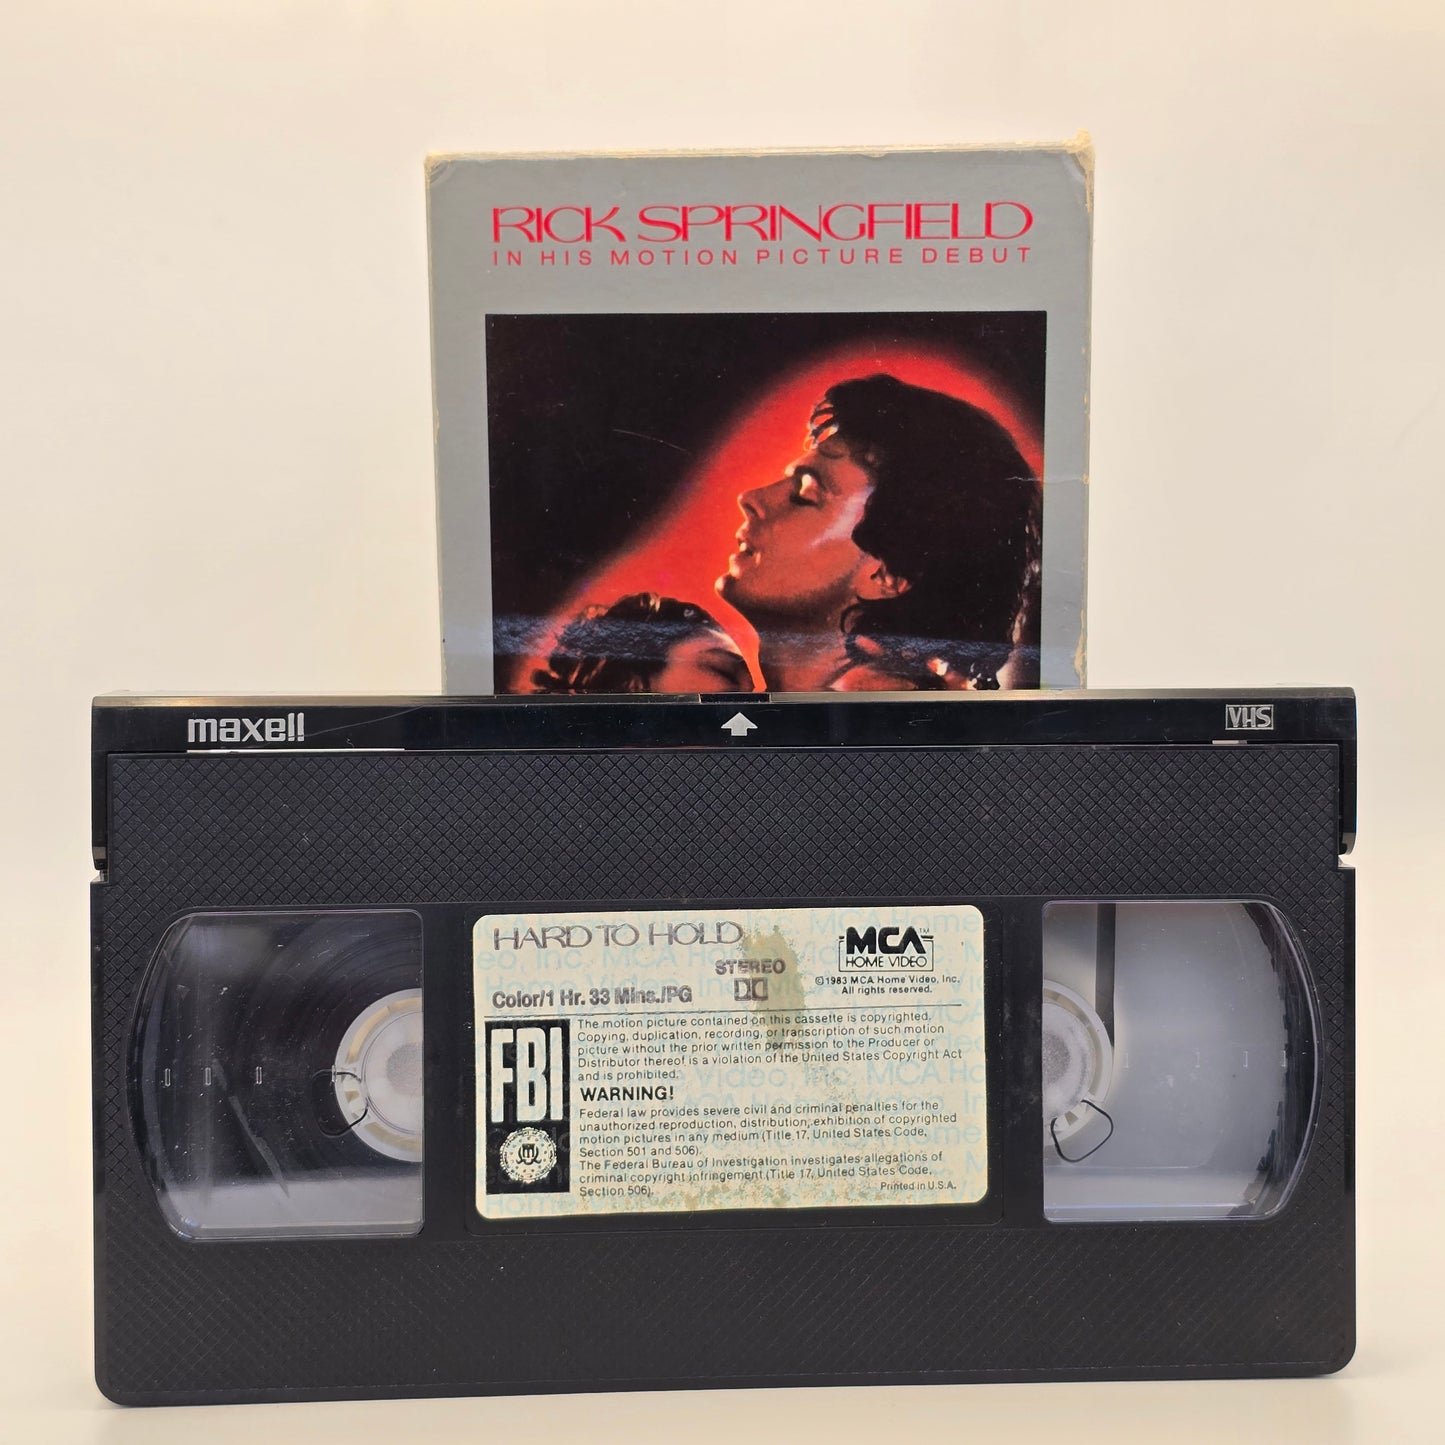 RICK SPRINGFIELD
IN HIS MOTION PICTURE DEBUT
maxell
VHS
HARD TO HOLD
STEREO
Color/1 Hr. 33 Mins./PG
MCA™
HOME VIDEO
©1983 MCA Home Video, Inc.
All rights reserved.
FBI
The motion picture contained on this cassette is copyrighted.
Copying, duplication, recording, or transcription of such motion
picture without the prior written permission to the Producer or
Distributor thereof is a violation of the United States Copyright Act
and is prohibited.
WARNING!
Federal law provides severe civil and criminal penalties for the
unauthorized reproduction, distribution, exhibition of copyrighted
motion pictures in any medium (Title 17, United States Code,
Section 501 and 506).
The Federal Bureau of Investigation investigates allegations of
criminal copyright infringement (Title 17, United States Code,
Section 506).
Printed in U.S.A.